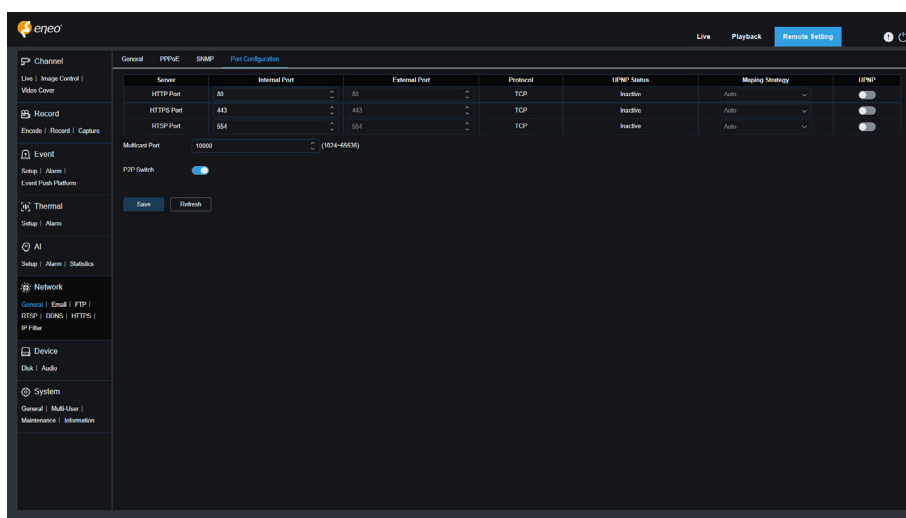 eneo
Live Playback Remote Setting
Channel
Live | Image Control |
Video Cover
Record
Encode | Record | Capture
Event
Setup | Alarm |
Event Push Platform
Thermal
Setup | Alarm
AI
Setup | Alarm | Statistics
Network
General | Email | FTP |
RTSP | DDNS | HTTPS |
IP Filter
Device
Disk | Audio
System
General | Multi-User |
Maintenance | Information
General PPPoE SNMP Port Configuration
Server Internal Port External Port Protocol UPNP Status Maping Strategy UPNP
HTTP Port 80 80 TCP Inactive Auto
HTTPS Port 443 443 TCP Inactive Auto
RTSP Port 554 554 TCP Inactive Auto
Multicast Port 10000 (1024~65535)
P2P Switch
Save Refresh